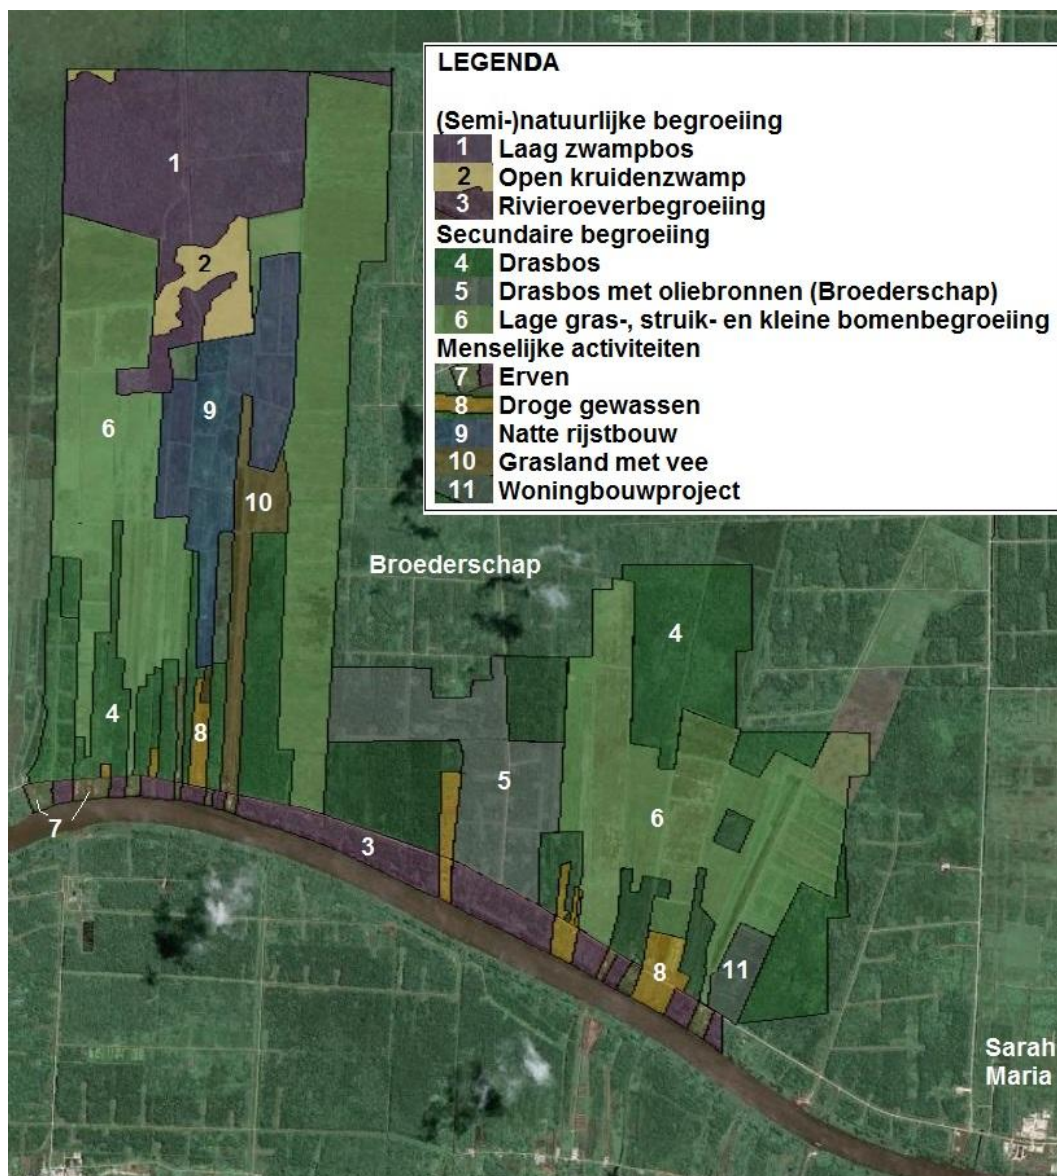 LEGENDA
(Semi-)natuurlijke begroeiing
1 Laag zwampbos
2 Open kruidenzwamp
3 Rivieroeverbegroeiing
Secundaire begroeiing
4 Drasbos
5 Drasbos met oliebronnen (Broederschap)
6 Lage gras-, struik- en kleine bomenbegroeiing
Menselijke activiteiten
7 Erven
8 Droge gewassen
9 Natte rijstbouw
10 Grasland met vee
11 Woningbouwproject
1
2
9
6
10
Broederschap
4
4
8
5
6
7
3
8
11
Sarah
Maria